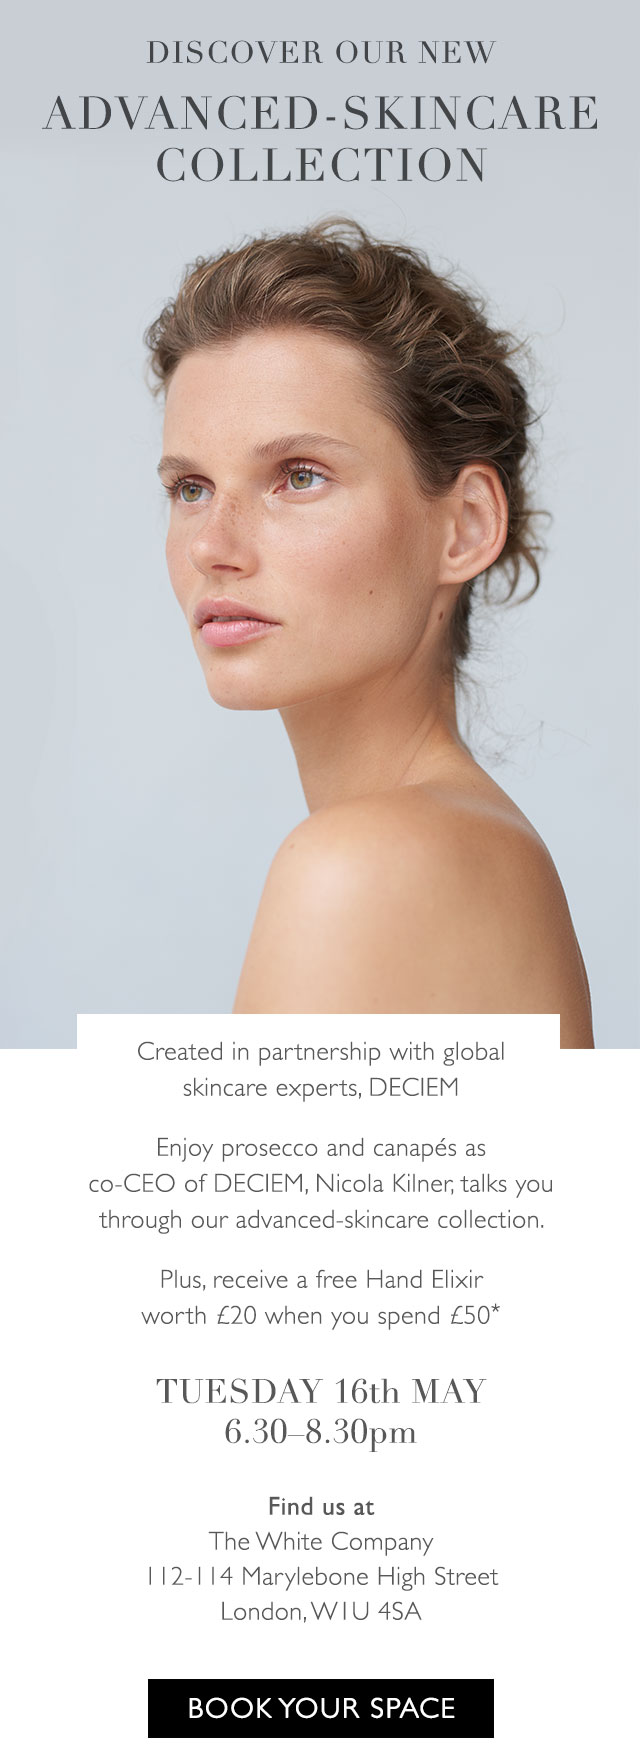 DISCOVER OUR NEW
ADVANCED-SKINCARE
COLLECTION
Created in partnership with global
skincare experts, DECIEM
Enjoy prosecco and canapés as
co-CEO of DECIEM, Nicola Kilner, talks you
through our advanced-skincare collection.
Plus, receive a free Hand Elixir
worth £20 when you spend £50*
TUESDAY 16th MAY
6.30–8.30pm
Find us at
The White Company
112-114 Marylebone High Street
London, W1U 4SA
BOOK YOUR SPACE